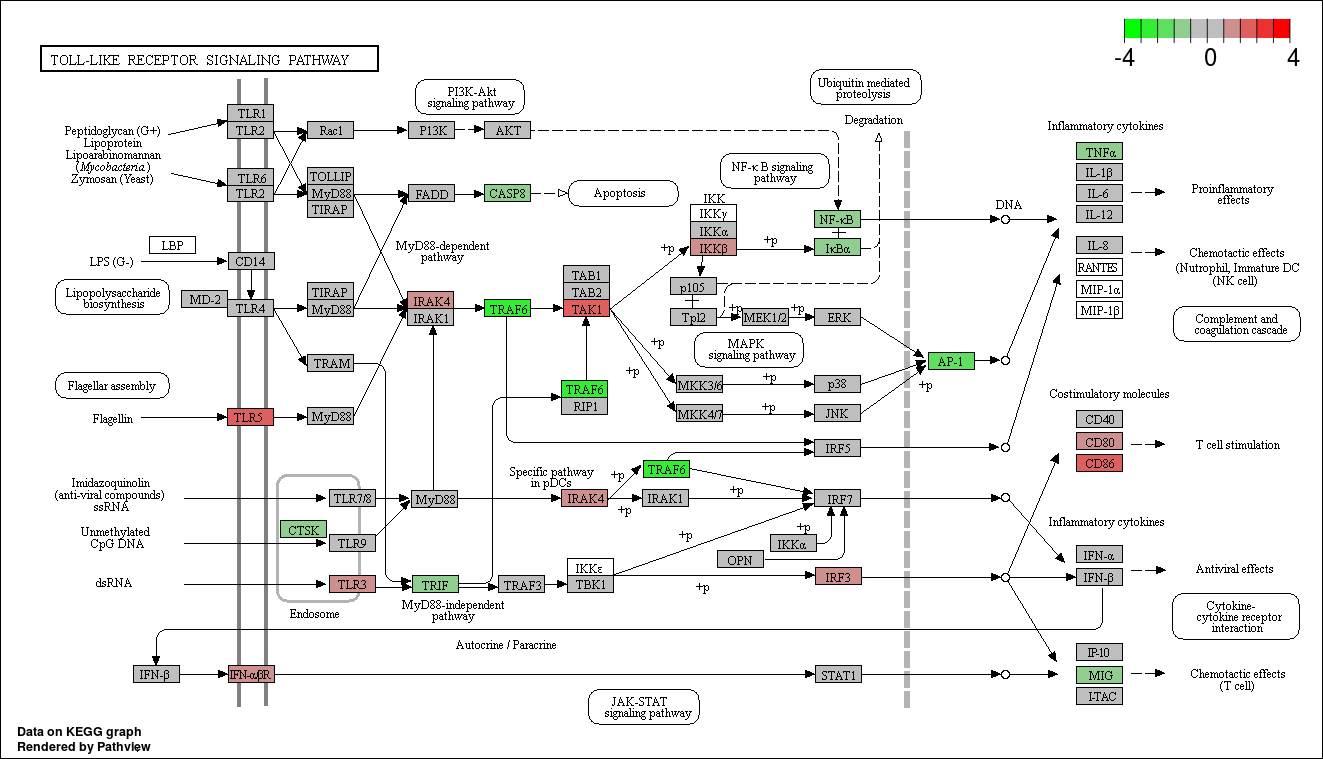 -4 0 4
TOLL-LIKE RECEPTOR SIGNALING PATHWAY
PI3K-Akt
signaling pathway
Ubiquitin mediated
proteolysis
Degradation
Inflammatory cytokines
Peptidoglycan (G+)
Lipoprotein
Lipoarabinomannan
(Mycobacteria)
Zymosan (Yeast)
TLR1
TLR2
Rac1
P13K
AKT
TLR6
TLR2
TOLLIP
MyD88
TIRAP
FADD
CASP8
Apoptosis
NF-κ B signaling
pathway
IKK
IKKγ
IKKα
IKKβ
+p
+p
NF-κB
+
IκBα
DNA
TNFα
IL-1β
IL-6
IL-12
Proinflammatory
effects
IL-8
RANTES
MIP-1α
MIP-1β
Chemotactic effects
(Nutrophil, Immature DC
(NK cell)
LBP
LPS (G-)
CD14
MyD88-dependent
pathway
Lipopolysaccharide
biosynthesis
MD-2
TLR4
TIRAP
MyD88
IRAK4
IRAK1
TRAF6
TAB1
TAB2
TAK1
p105
+
Tpl2
+p
MEK1/2
+p
ERK
Complement and
coagulation cascade
TRAM
MAPK
signaling pathway
+p
+p
AP-1
+p
Flagellar assembly
Flagellin
TLR5
MyD88
TRAF6
RIP1
MKK3/6
+p
p38
MKK4/7
+p
JNK
Costimulatory molecules
CD40
CD80
CD86
T cell stimulation
IRF5
Imidazoquinolin
(anti-viral compounds)
ssRNA
TLR7/8
MyD88
Specific pathway
in pDCs
IRAK4
+p
+p
TRAF6
IRAK1
+p
IRF7
Unmethylated
CpG DNA
CTSK
TLR9
+p
OPN
IKKα
+p
Inflammatory cytokines
IFN-α
IFN-β
Antiviral effects
dsRNA
TLR3
TRIF
TRAF3
IKKε
TBK1
+p
IRF3
Endosome
MyD88-independent
pathway
Cytokine-
cytokine receptor
interaction
Autocrine / Paracrine
IFN-β
IFN-αβR
STAT1
IP-10
MIG
I-TAC
Chemotactic effects
(T cell)
JAK-STAT
signaling pathway
Data on KEGG graph
Rendered by Pathview